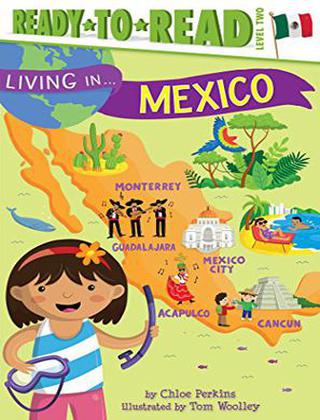 READY-TO-READ
LEVEL TWO
LIVING IN...
MEXICO
MONTERREY
GUADALAJARA
MEXICO
CITY
ACAPULCO
CANCUN
by Chloe Perkins
illustrated by Tom Woolley